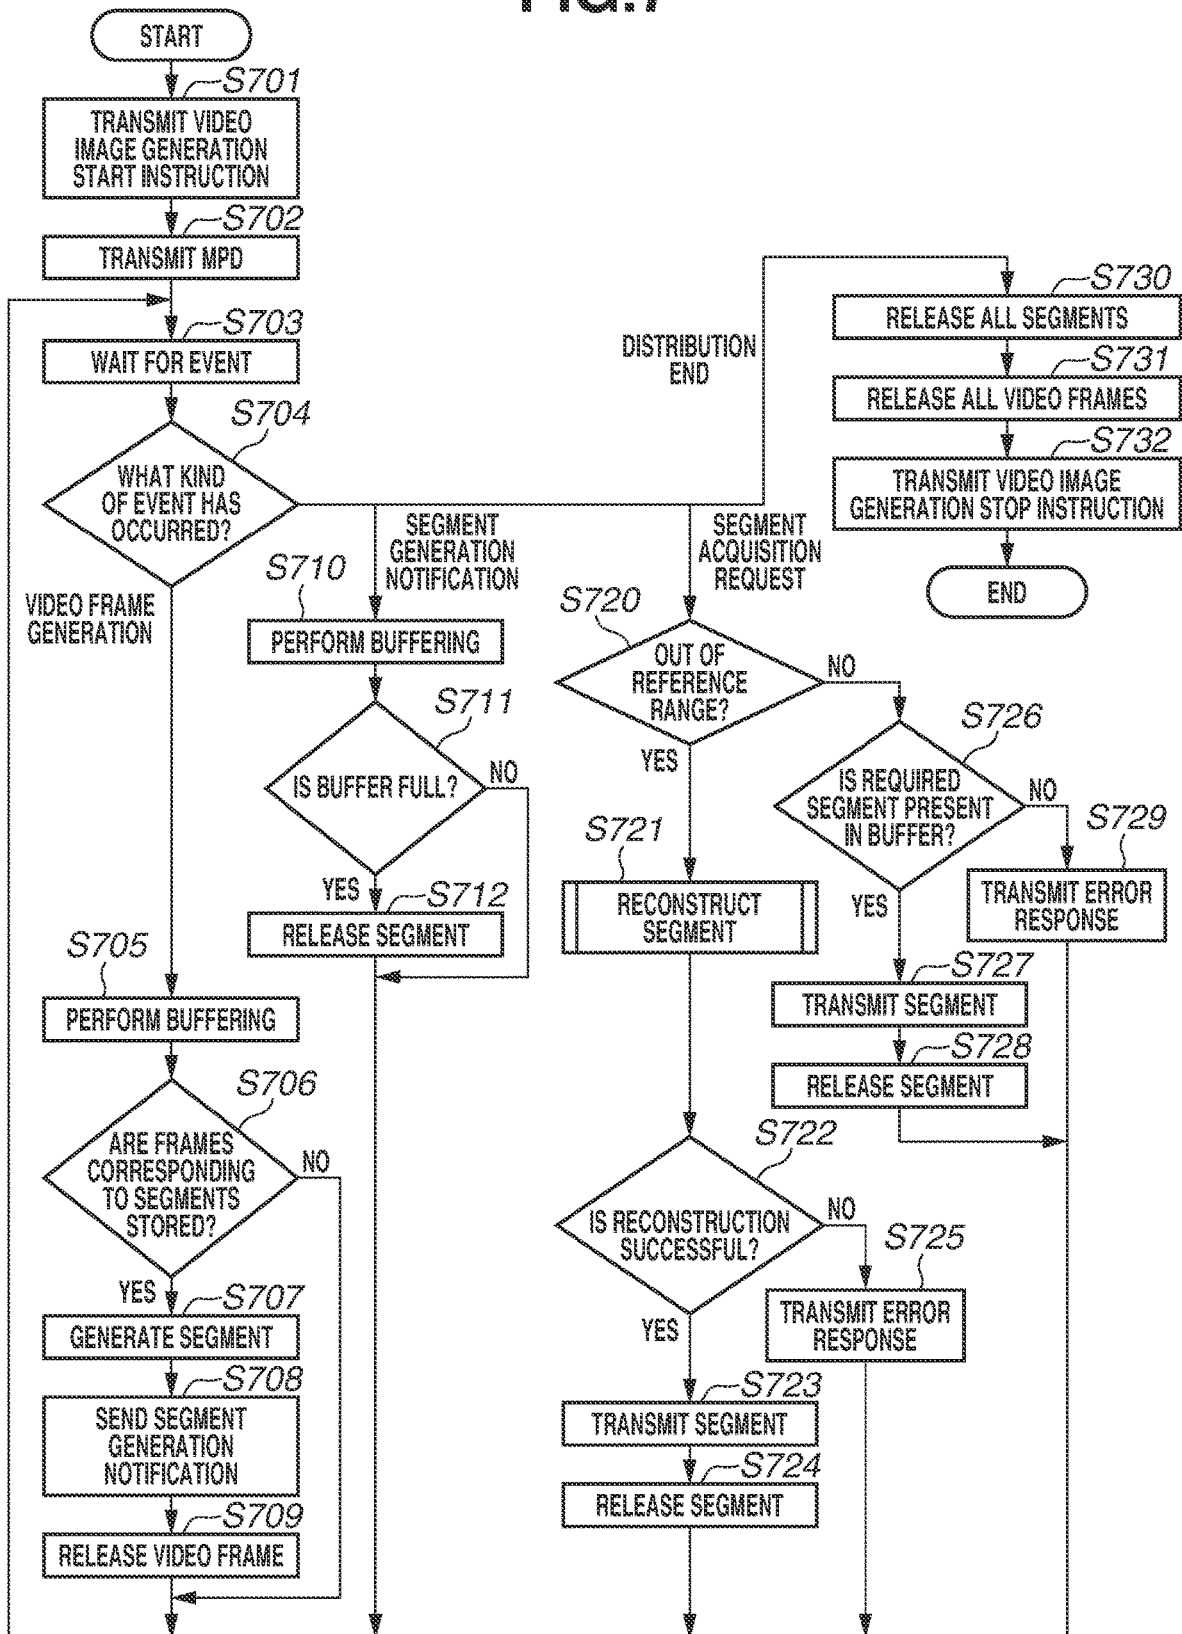 FIG.7
START
S701
TRANSMIT VIDEO
IMAGE GENERATION
START INSTRUCTION
S702
TRANSMIT MPD
S703
WAIT FOR EVENT
S704
WHAT KIND
OF EVENT HAS
OCCURRED?
VIDEO FRAME
GENERATION
SEGMENT
GENERATION
NOTIFICATION
SEGMENT
ACQUISITION
REQUEST
DISTRIBUTION
END
S730
RELEASE ALL SEGMENTS
S731
RELEASE ALL VIDEO FRAMES
S732
TRANSMIT VIDEO IMAGE
GENERATION STOP INSTRUCTION
END
S710
PERFORM BUFFERING
S711
IS BUFFER FULL?
NO
YES
S712
RELEASE SEGMENT
S720
OUT OF
REFERENCE
RANGE?
NO
YES
S726
IS REQUIRED
SEGMENT PRESENT
IN BUFFER?
NO
YES
S729
TRANSMIT ERROR
RESPONSE
S721
RECONSTRUCT
SEGMENT
S727
TRANSMIT SEGMENT
S728
RELEASE SEGMENT
S705
PERFORM BUFFERING
S706
ARE FRAMES
CORRESPONDING
TO SEGMENTS
STORED?
NO
YES
S707
GENERATE SEGMENT
S708
SEND SEGMENT
GENERATION
NOTIFICATION
S709
RELEASE VIDEO FRAME
S722
IS RECONSTRUCTION
SUCCESSFUL?
NO
YES
S725
TRANSMIT ERROR
RESPONSE
S723
TRANSMIT SEGMENT
S724
RELEASE SEGMENT